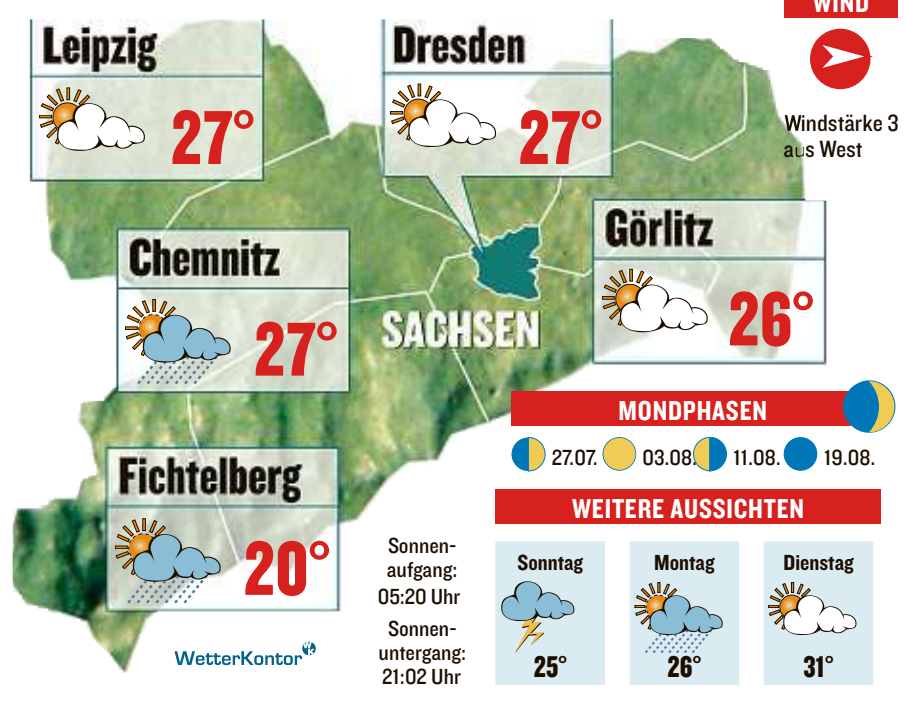 Leipzig
27°
Dresden
27°
WIND
Windstärke 3
aus West
Chemnitz
27°
Görlitz
26°
SACHSEN
Fichtelberg
20°
MONDPHASEN
27.07. 03.08. 11.08. 19.08.
WEITERE AUSSICHTEN
Sonntag
25°
Montag
26°
Dienstag
31°
Sonnen-
aufgang:
05:20 Uhr
Sonnen-
untergang:
21:02 Uhr
WetterKontor